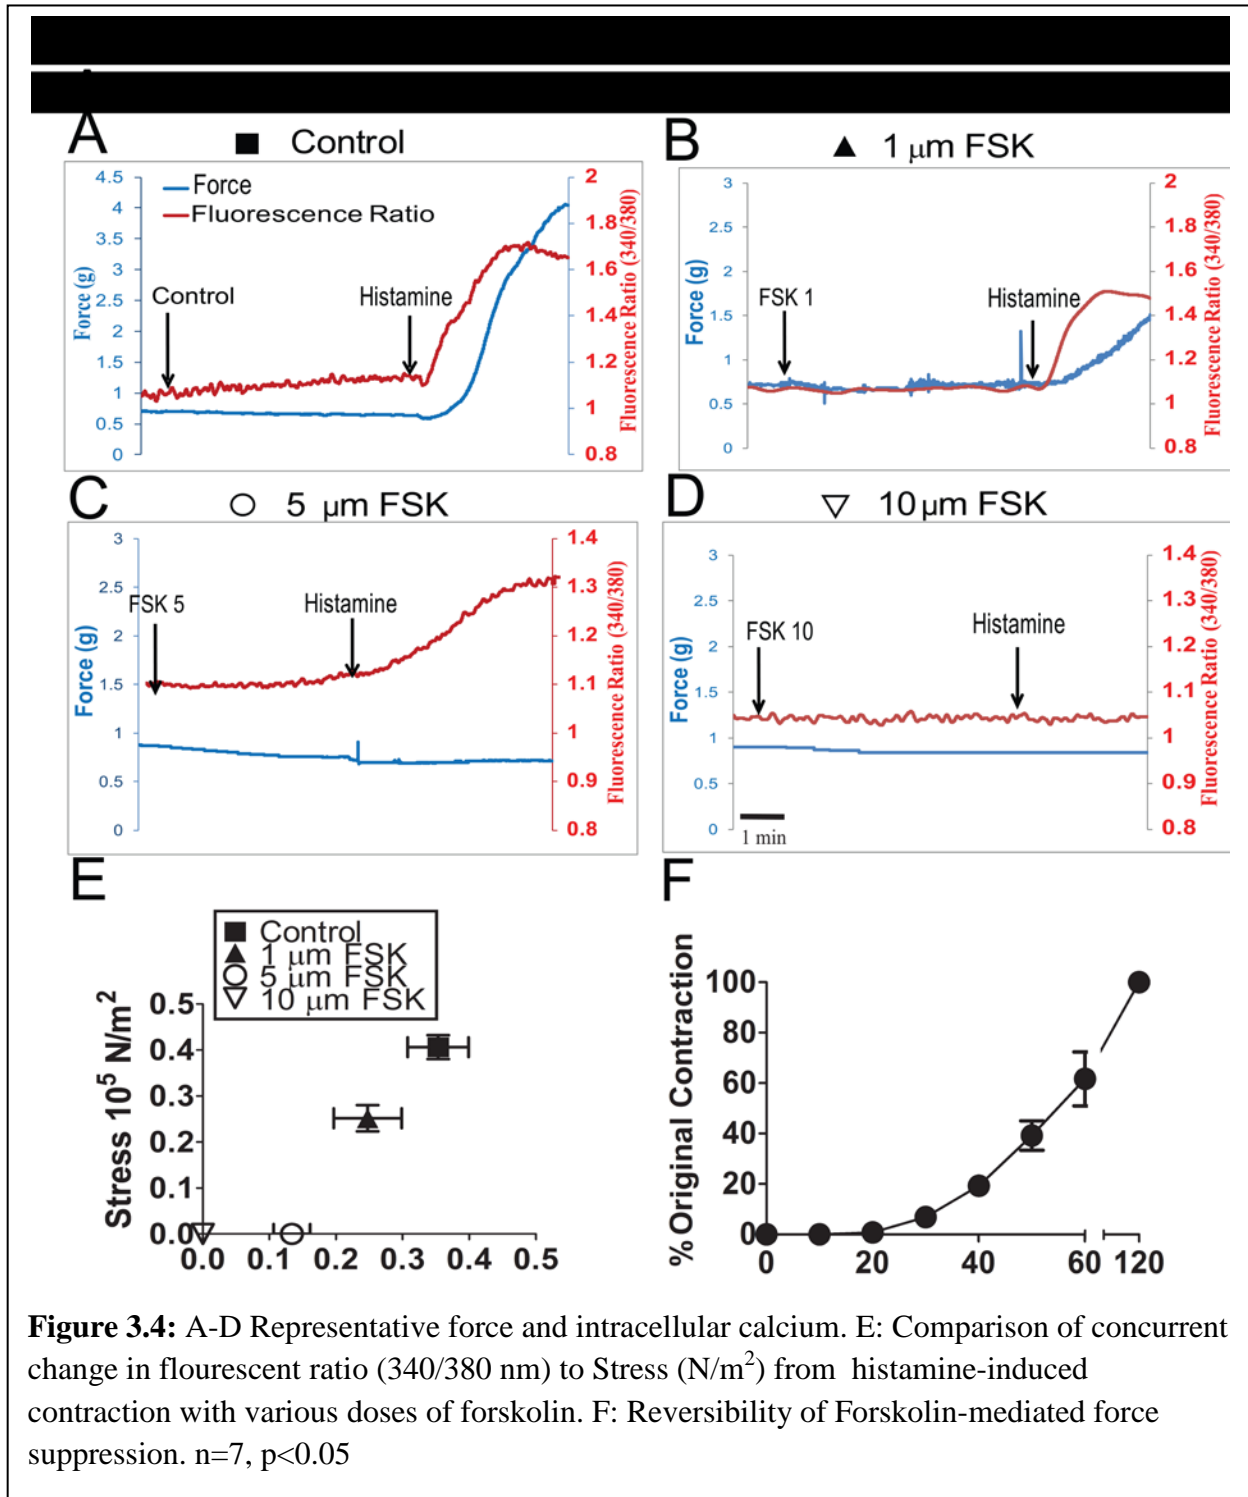 A
■ Control
4.5
4
3.5
3
2.5
2
1.5
1
0.5
0
Force (g)
Force
Fluorescence Ratio
Control
Histamine
2
1.8
1.6
1.4
1.2
1
0.8
Fluorescence Ratio (340/380)
B
▲ 1 μm FSK
3
2.5
2
1.5
1
0.5
0
Force (g)
FSK 1
Histamine
2
1.8
1.6
1.4
1.2
1
0.8
Fluorescence Ratio (340/380)
C
○ 5 μm FSK
3
2.5
2
1.5
1
0.5
0
Force (g)
FSK 5
Histamine
1.4
1.3
1.2
1.1
1
0.9
0.8
Fluorescence Ratio (340/380)
D
▽ 10 μm FSK
3
2.5
2
1.5
1
0.5
0
Force (g)
FSK 10
Histamine
1 min
1.4
1.3
1.2
1.1
1
0.9
0.8
Fluorescence Ratio (340/380)
E
■ Control
▲ 1 μm FSK
○ 5 μm FSK
▽ 10 μm FSK
Stress 10⁵ N/m²
0.5
0.4
0.3
0.2
0.1
0.0
0.0 0.1 0.2 0.3 0.4 0.5
F
% Original Contraction
100
80
60
40
20
0
0 20 40 60 120
Figure 3.4: A-D Representative force and intracellular calcium. E: Comparison of concurrent
change in flourescent ratio (340/380 nm) to Stress (N/m²) from histamine-induced
contraction with various doses of forskolin. F: Reversibility of Forskolin-mediated force
suppression. n=7, p<0.05